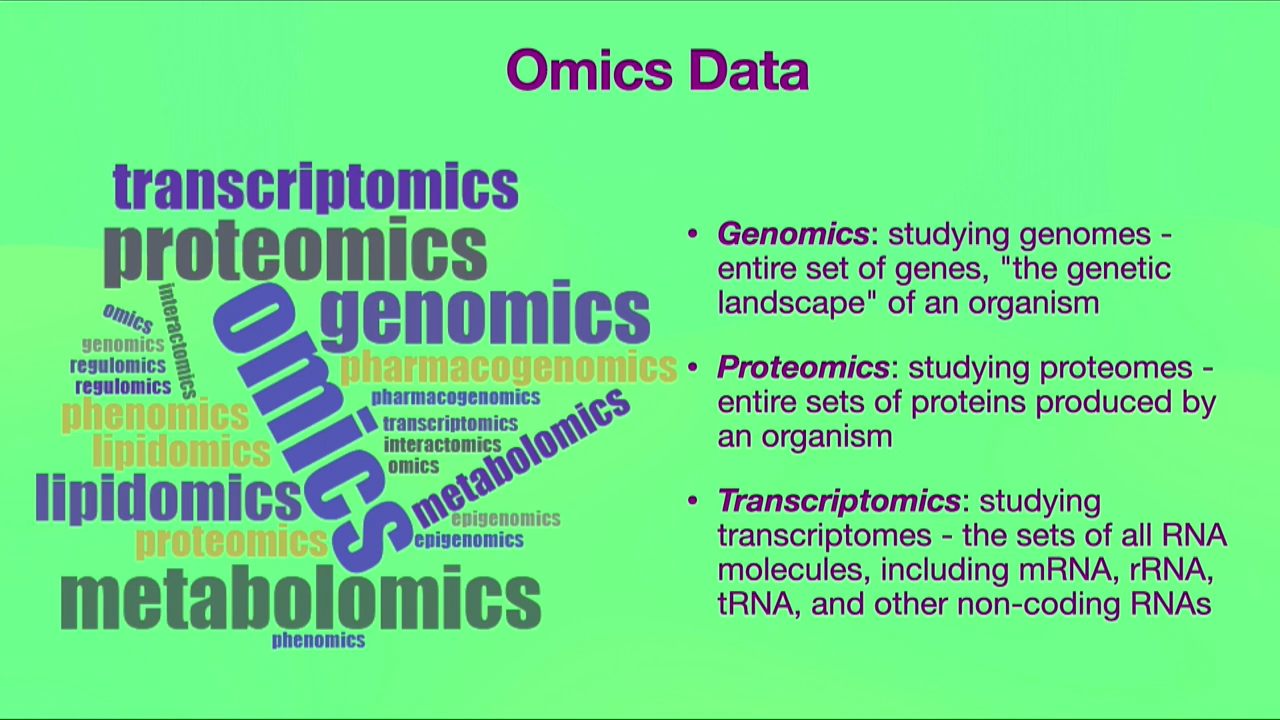 Omics Data
transcriptomics
proteomics
genomics
omics
interactomics
omics
genomics
regulomics
regulomics
pharmacogenomics
pharmacogenomics
phenomics
transcriptomics
interactomics
omics
lipidomics
metabolomics
lipidomics
epigenomics
epigenomics
proteomics
metabolomics
phenomics
• Genomics: studying genomes -
entire set of genes, "the genetic
landscape" of an organism
• Proteomics: studying proteomes -
entire sets of proteins produced by
an organism
• Transcriptomics: studying
transcriptomes - the sets of all RNA
molecules, including mRNA, rRNA,
tRNA, and other non-coding RNAs